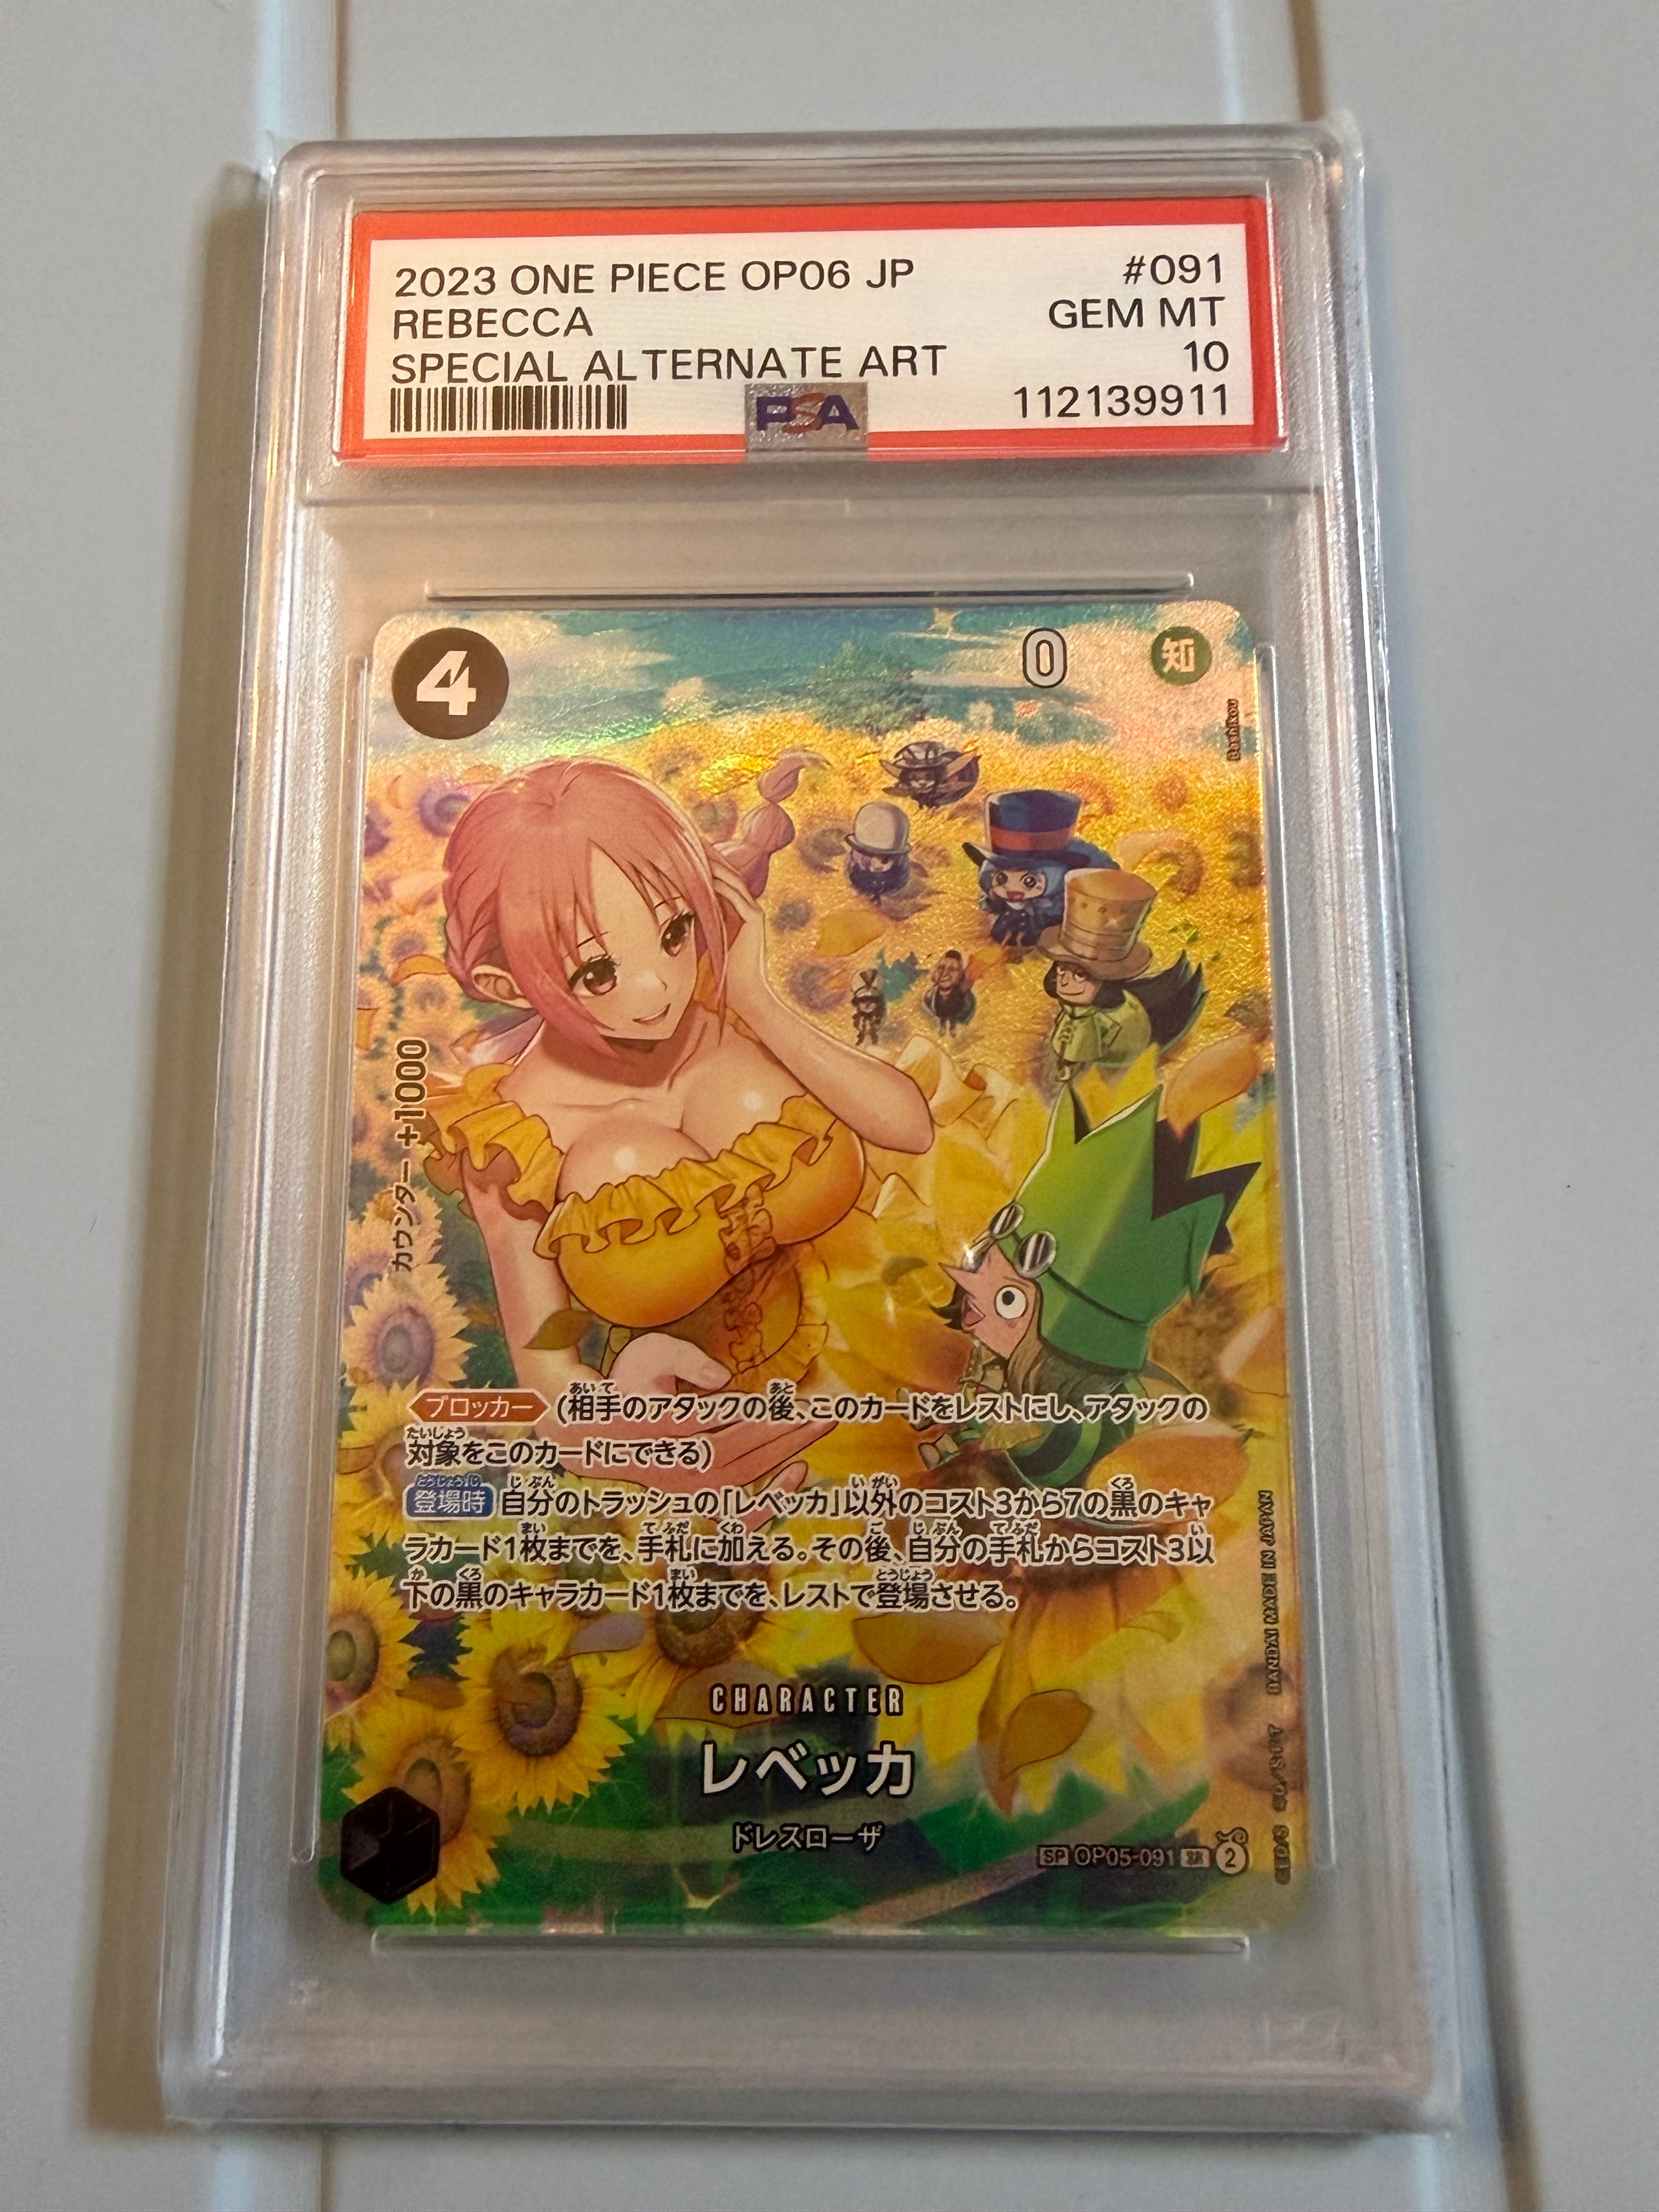 2023 ONE PIECE OP06 JP #091
REBECCA GEM MT
SPECIAL ALTERNATE ART 10
PSA 112139911
4 0 知
Bashikou
カウンター +1000
ブロッカー (相手のアタックの後、このカードをレストにし、アタックの
対象をこのカードにできる)
登場時 自分のトラッシュの「レベッカ」以外のコスト3から7の黒のキャ
ラカード1枚までを、手札に加える。その後、自分の手札からコスト3以
下の黒のキャラカード1枚までを、レストで登場させる。
CHARACTER
レベッカ
ドレスローザ
SP OP05-091 SR 2
BANDAI MADE IN JAPAN